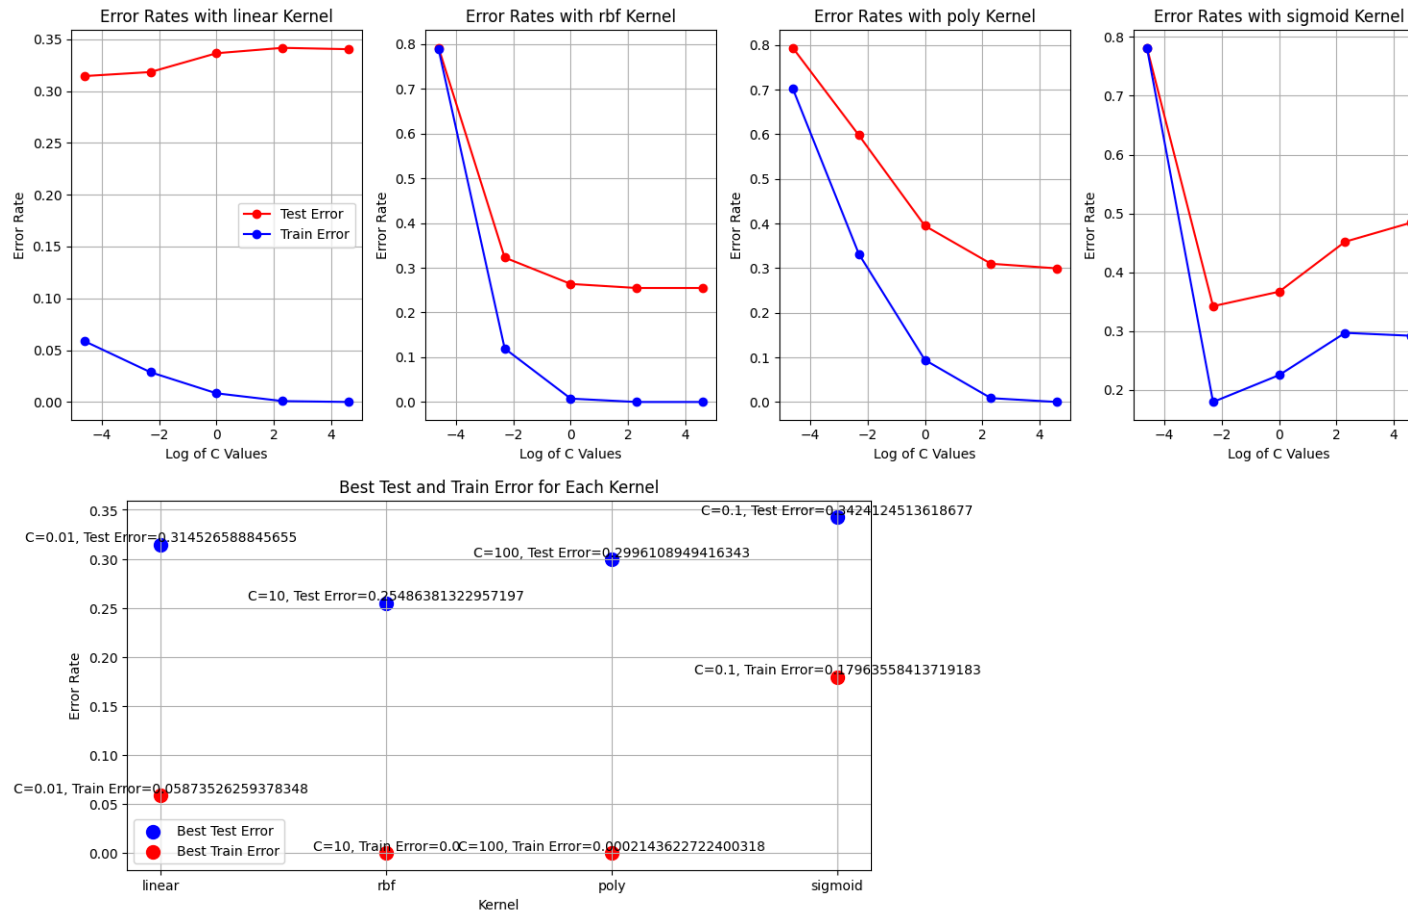 Error Rates with linear Kernel
0.35
0.30
0.25
0.20
0.15
0.10
0.05
0.00
Error Rate
Test Error
Train Error
−4 −2 0 2 4
Log of C Values
Error Rates with rbf Kernel
0.8
0.7
0.6
0.5
0.4
0.3
0.2
0.1
0.0
Error Rate
−4 −2 0 2 4
Log of C Values
Error Rates with poly Kernel
0.8
0.7
0.6
0.5
0.4
0.3
0.2
0.1
0.0
Error Rate
−4 −2 0 2 4
Log of C Values
Error Rates with sigmoid Kernel
0.8
0.7
0.6
0.5
0.4
0.3
0.2
Error Rate
−4 −2 0 2 4
Log of C Values
Best Test and Train Error for Each Kernel
0.35
0.30
0.25
0.20
0.15
0.10
0.05
0.00
Error Rate
C=0.01, Test Error=0.314526588845655
C=10, Test Error=0.25486381322957197
C=100, Test Error=0.2996108949416343
C=0.1, Test Error=0.3424124513618677
C=0.1, Train Error=0.17963558413719183
C=0.01, Train Error=0.05873526259378348
C=10, Train Error=0.0
C=100, Train Error=0.0002143622722400318
Best Test Error
Best Train Error
linear rbf poly sigmoid
Kernel